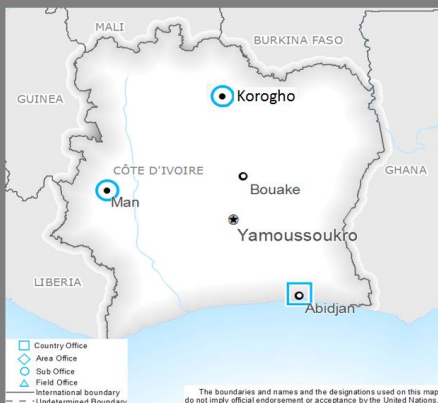 MALI
BURKINA FASO
GUINEA
Korogho
CÔTE D'IVOIRE
GHANA
Bouake
Man
Yamoussoukro
LIBERIA
Abidjan
Country Office
Area Office
Sub Office
Field Office
International boundary
Undetermined Boundary
The boundaries and names and the designations used on this map
do not imply official endorsement or acceptance by the United Nations.